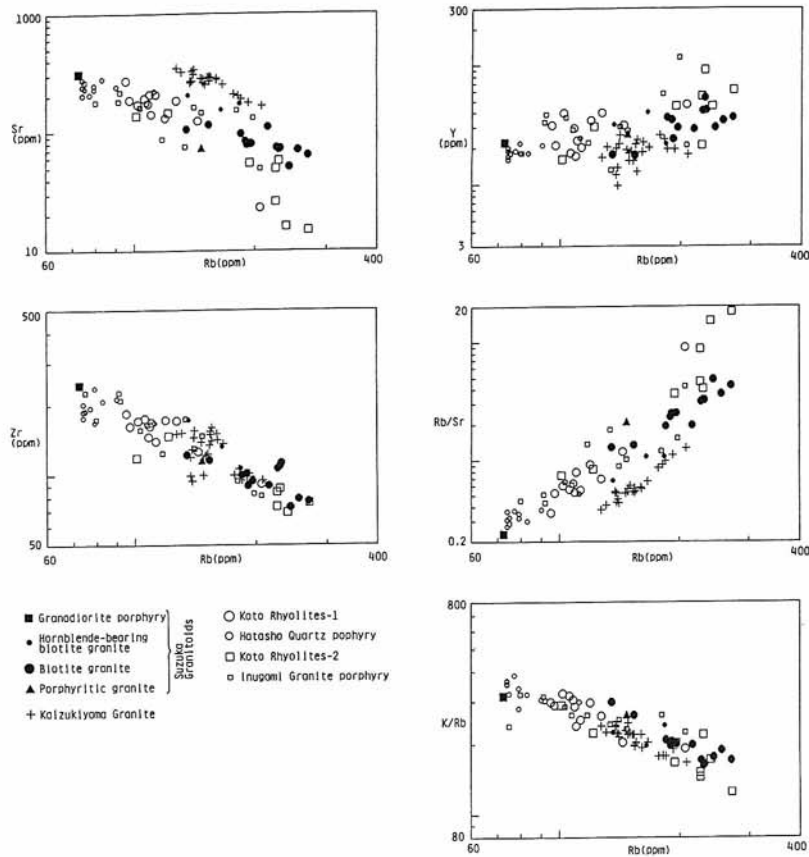 1000
Sr
(ppm)
10
60
Rb(ppm)
400
300
Y
(ppm)
3
60
Rb(ppm)
400
500
Zr
(ppm)
50
60
Rb(ppm)
400
20
Rb/Sr
0.2
60
Rb(ppm)
400
Granodiorite porphyry
Hornblende-bearing
biotite granite
Biotite granite
Porphyritic granite
Suzuka
Granitoids
Kaizukiyama Granite
Koto Rhyolites-1
Hatasho Quartz pophyry
Koto Rhyolites-2
Inugami Granite porphyry
800
K/Rb
80
60
Rb(ppm)
400